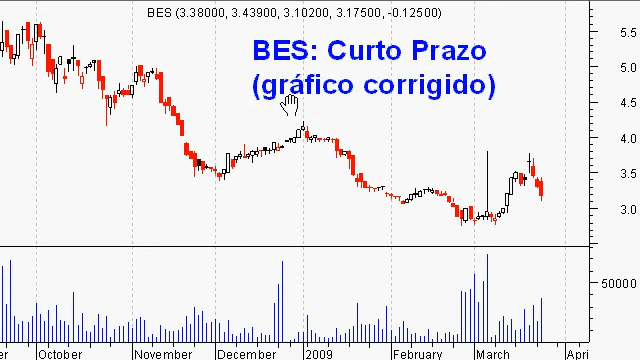 BES (3.38000, 3.43900, 3.10200, 3.17500, -0.12500)
BES: Curto Prazo
(gráfico corrigido)
5.5
5.0
4.5
4.0
3.5
3.0
50000
er October November December 2009 February March Apri